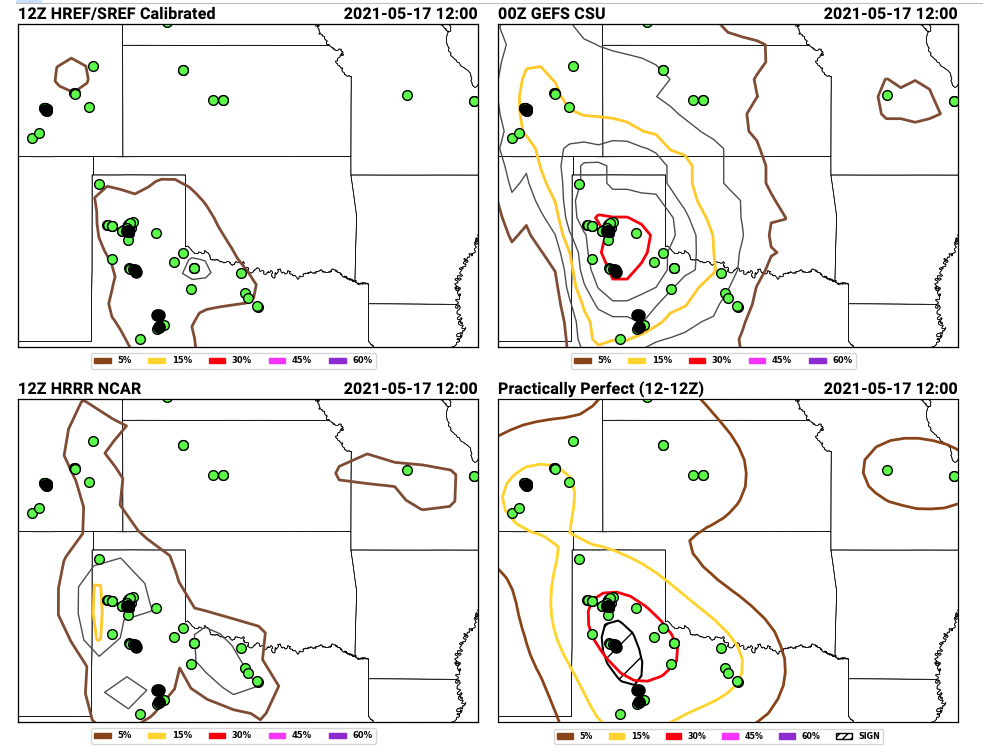 12Z HREF/SREF Calibrated 2021-05-17 12:00
5% 15% 30% 45% 60%
00Z GEFS CSU 2021-05-17 12:00
5% 15% 30% 45% 60%
12Z HRRR NCAR 2021-05-17 12:00
5% 15% 30% 45% 60%
Practically Perfect (12-12Z) 2021-05-17 12:00
5% 15% 30% 45% 60% SIGN